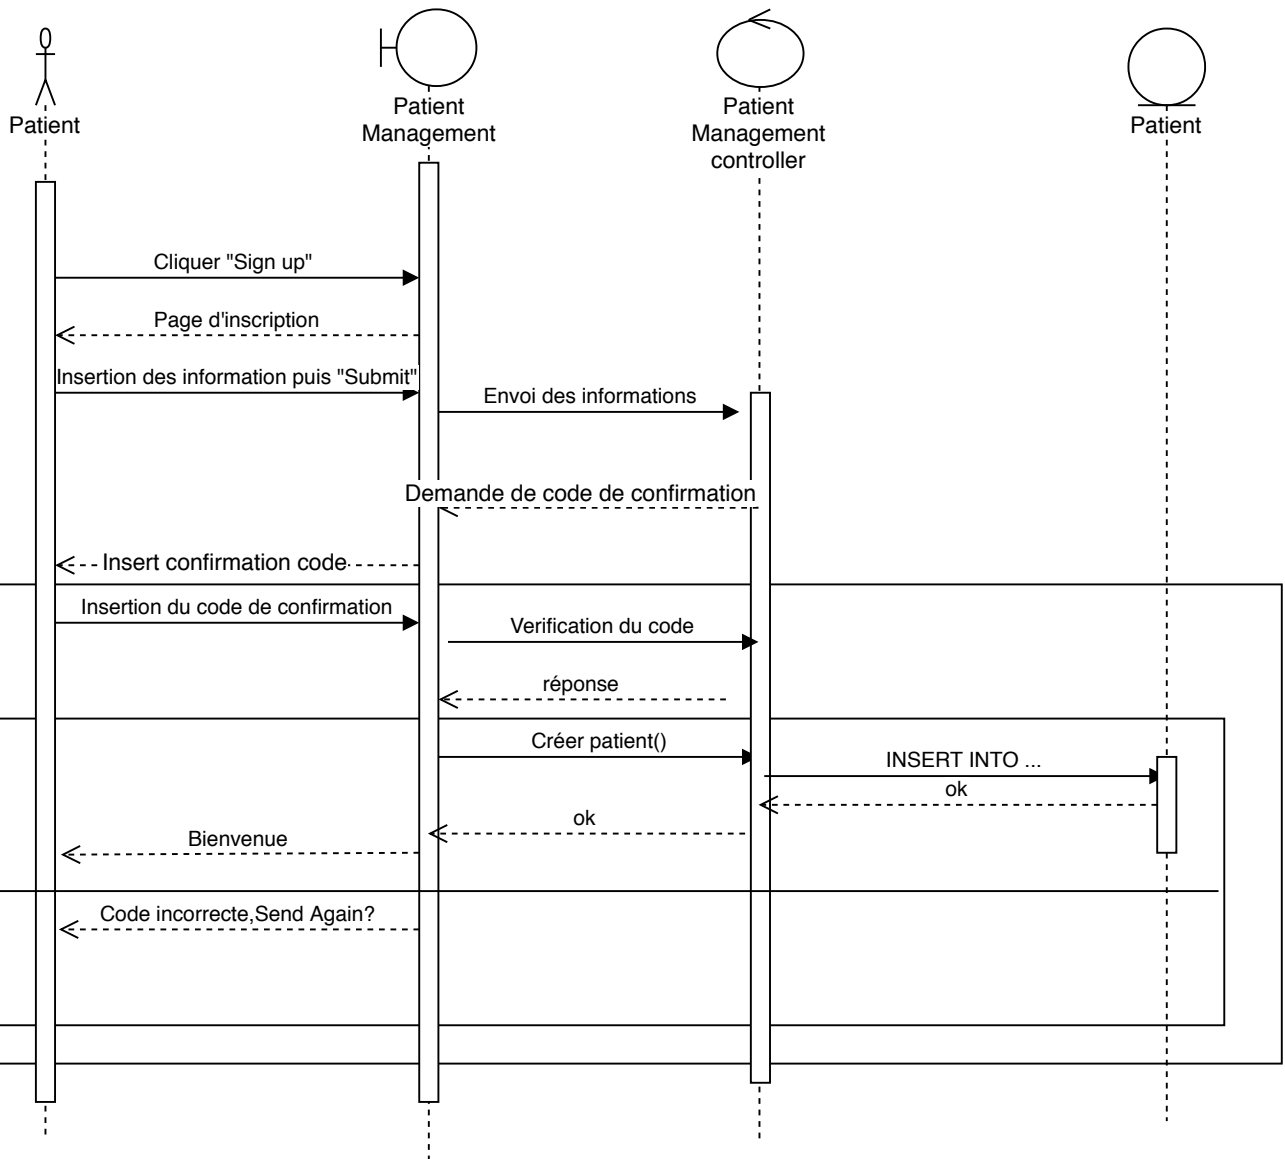 Patient
Patient
Management
Patient
Management
controller
Patient
Cliquer "Sign up"
Page d'inscription
Insertion des information puis "Submit"
Envoi des informations
Demande de code de confirmation
Insert confirmation code
Insertion du code de confirmation
Verification du code
réponse
Créer patient()
INSERT INTO ...
ok
ok
Bienvenue
Code incorrecte,Send Again?